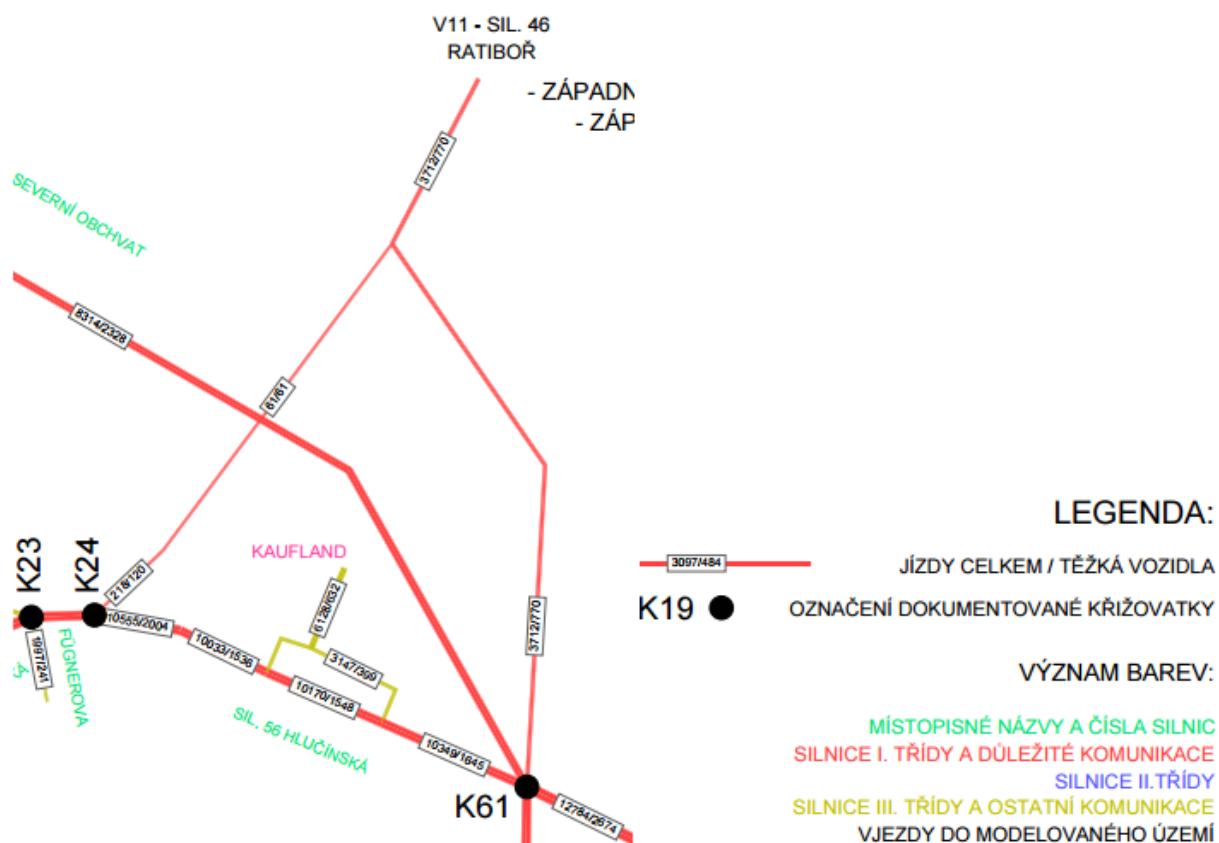 V11 - SIL. 46
RATIBOŘ
- ZÁPADN
- ZÁP
3712/770
SEVERNÍ OBCHVAT
8314/2328
61/61
KAUFLAND
K23
K24
218/120
6128/632
3712/770
10555/2004
10033/1536
3147/399
1997/241
FÜGNEROVA
10170/1548
SIL. 56 HLUČÍNSKÁ
10349/1645
K61
12784/2674
LEGENDA:
3097/484
JÍZDY CELKEM / TĚŽKÁ VOZIDLA
K19
OZNAČENÍ DOKUMENTOVANÉ KŘIŽOVATKY
VÝZNAM BAREV:
MÍSTOPISNÉ NÁZVY A ČÍSLA SILNIC
SILNICE I. TŘÍDY A DŮLEŽITÉ KOMUNIKACE
SILNICE II.TŘÍDY
SILNICE III. TŘÍDY A OSTATNÍ KOMUNIKACE
VJEZDY DO MODELOVANÉHO ÚZEMÍ